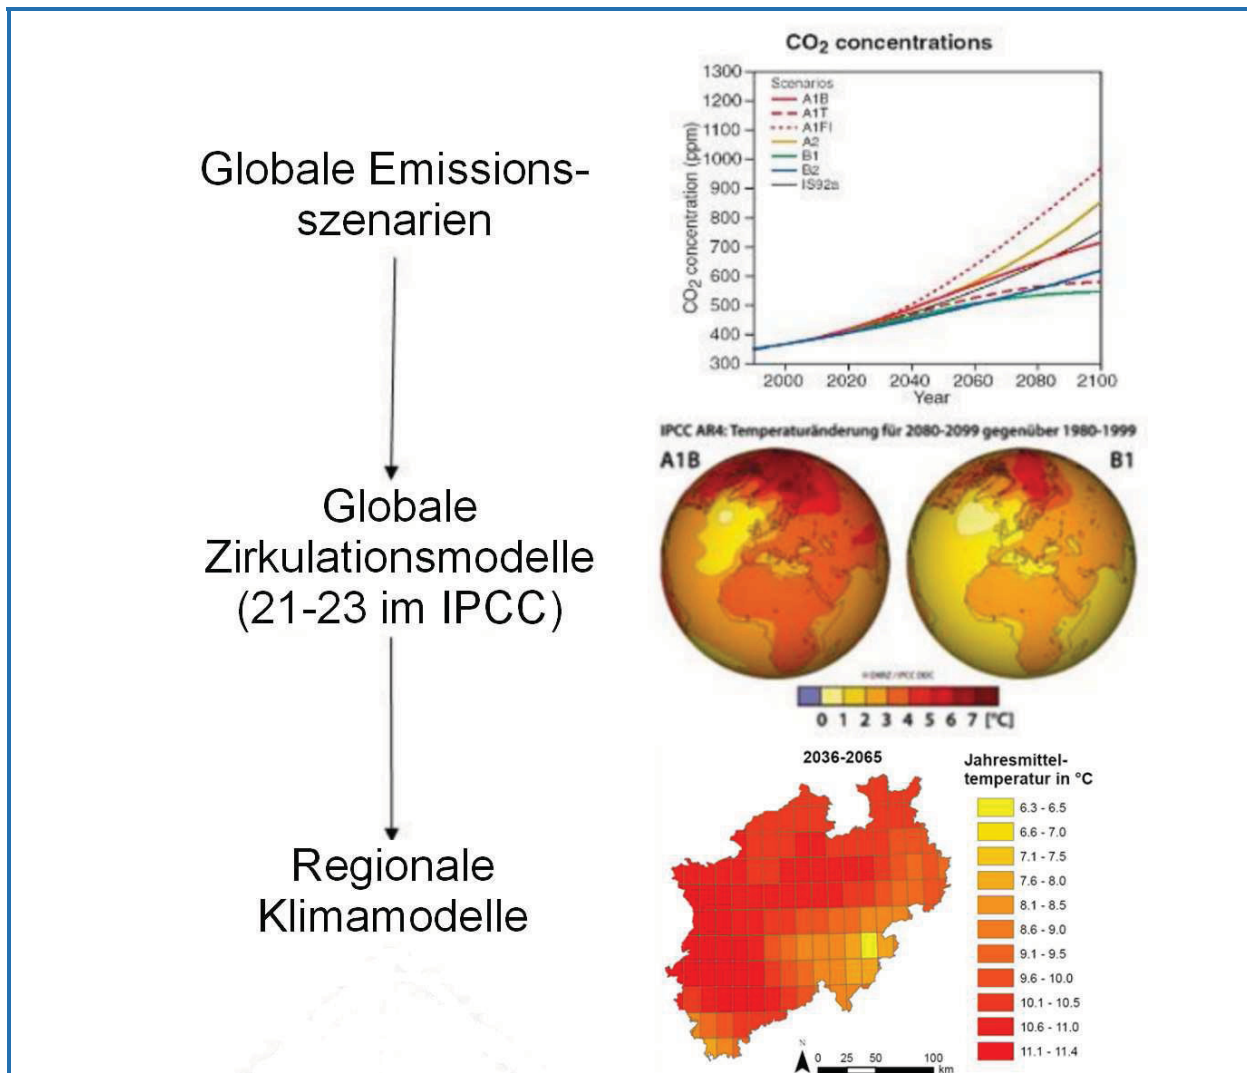 Globale Emissions-
szenarien
Globale
Zirkulationsmodelle
(21-23 im IPCC)
Regionale
Klimamodelle
CO2 concentrations
CO2 concentration (ppm)
1300
1200
1100
1000
900
800
700
600
500
400
300
Scenarios
A1B
A1T
A1FI
A2
B1
B2
IS92a
2000 2020 2040 2060 2080 2100
Year
IPCC AR4: Temperaturänderung für 2080-2099 gegenüber 1980-1999
A1B B1
/ IPCC DDC
0 1 2 3 4 5 6 7 [°C]
2036-2065
Jahresmittel-
temperatur in °C
6.3 - 6.5
6.6 - 7.0
7.1 - 7.5
7.6 - 8.0
8.1 - 8.5
8.6 - 9.0
9.1 - 9.5
9.6 - 10.0
10.1 - 10.5
10.6 - 11.0
11.1 - 11.4
N
0 25 50 100
km